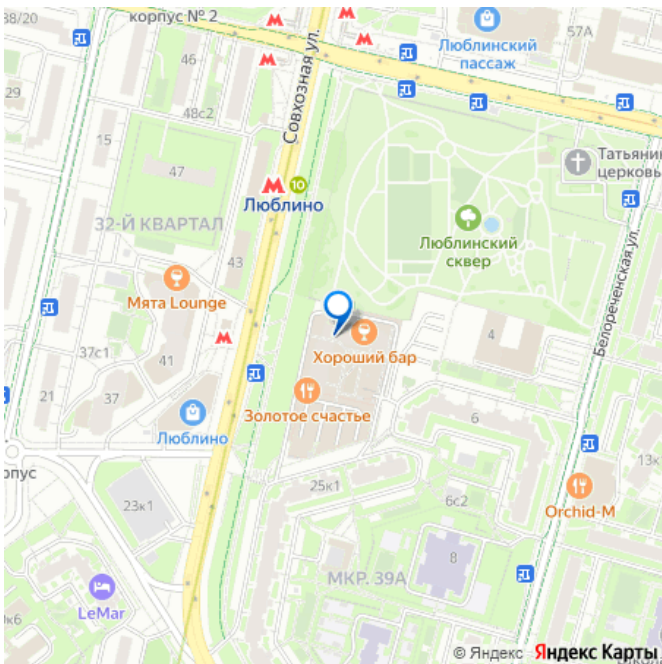 корпус № 2
38/20
46
29
48с2
15
47
Совхозная ул.
Люблинский
пассаж
57А
Татьянин
церковь
10
Люблино
32-Й КВАРТАЛ
43
Люблинский
сквер
Белореченская ул.
Мята Lounge
37с1
41
21
37
Хороший бар
4
Золотое счастье
Люблино
6
13к
рпус
23к1
25к1
6с2
Orchid-M
8
МКР. 39А
LeMar
0к6
© Яндекс Яндекс Карты